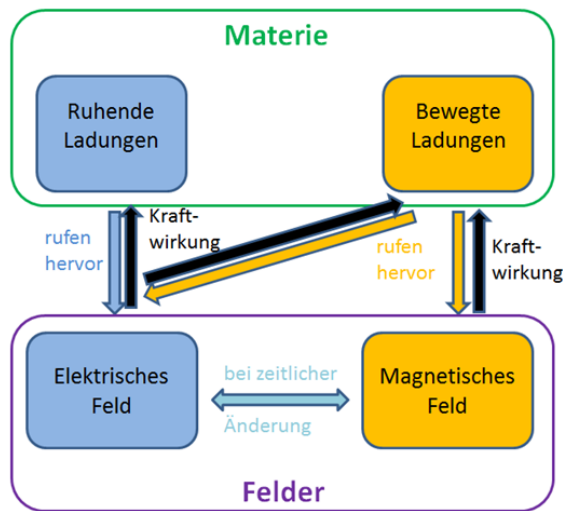 Materie
Ruhende
Ladungen
Bewegte
Ladungen
rufen
hervor
Kraft-
wirkung
rufen
hervor
Kraft-
wirkung
Elektrisches
Feld
bei zeitlicher
Änderung
Magnetisches
Feld
Felder